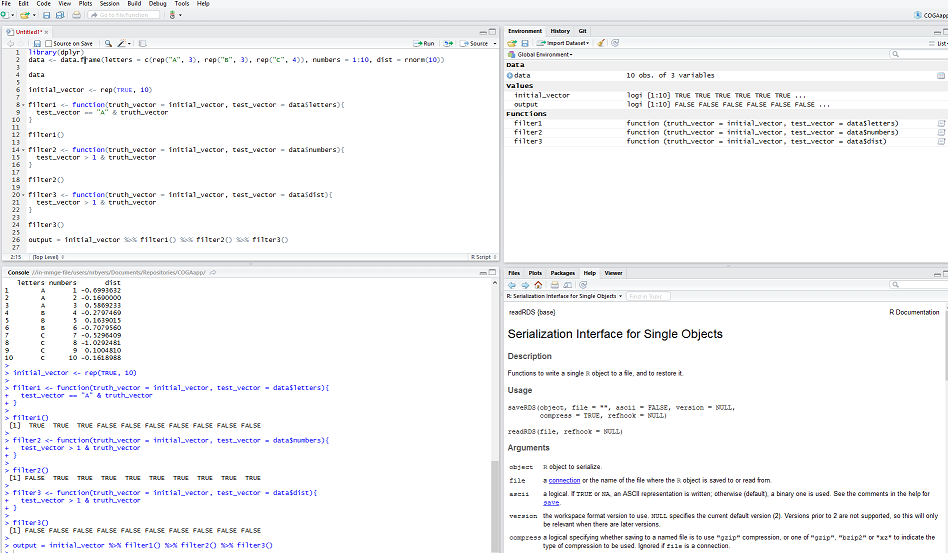 File Edit Code View Plots Session Build Debug Tools Help
Go to file/function
COGAapp
Untitled1*
Source on Save
Run
Source
1 library(dplyr)
2 data <- data.frame(letters = c(rep("A", 3), rep("B", 3), rep("C", 4)), numbers = 1:10, dist = rnorm(10))
3
4 data
5
6 initial_vector <- rep(TRUE, 10)
7
8 filter1 <- function(truth_vector = initial_vector, test_vector = data$letters){
9 test_vector == "A" & truth_vector
10 }
11
12 filter1()
13
14 filter2 <- function(truth_vector = initial_vector, test_vector = data$numbers){
15 test_vector > 1 & truth_vector
16 }
17
18 filter2()
19
20 filter3 <- function(truth_vector = initial_vector, test_vector = data$dist){
21 test_vector > 1 & truth_vector
22 }
23
24 filter3()
25
26 output = initial_vector %>% filter1() %>% filter2() %>% filter3()
27
2:15 (Top Level) R Script
Console //in-mmge-file/users/nrbyers/Documents/Repositories/COGAapp/
letters numbers dist
1 A 1 -0.6993632
2 A 2 -0.1690000
3 A 3 0.5869233
4 B 4 -0.2797469
5 B 5 0.1639015
6 B 6 -0.7079560
7 C 7 -0.5296409
8 C 8 -1.0292481
9 C 9 0.1004810
10 C 10 -0.1618988
>
> initial_vector <- rep(TRUE, 10)
>
> filter1 <- function(truth_vector = initial_vector, test_vector = data$letters){
+ test_vector == "A" & truth_vector
+ }
>
> filter1()
[1] TRUE TRUE TRUE FALSE FALSE FALSE FALSE FALSE FALSE FALSE
>
> filter2 <- function(truth_vector = initial_vector, test_vector = data$numbers){
+ test_vector > 1 & truth_vector
+ }
>
> filter2()
[1] FALSE TRUE TRUE TRUE TRUE TRUE TRUE TRUE TRUE TRUE
>
> filter3 <- function(truth_vector = initial_vector, test_vector = data$dist){
+ test_vector > 1 & truth_vector
+ }
>
> filter3()
[1] FALSE FALSE FALSE FALSE FALSE FALSE FALSE FALSE FALSE FALSE
>
> output = initial_vector %>% filter1() %>% filter2() %>% filter3()
>
Environment History Git
Import Dataset
List
Global Environment
Data
data 10 obs. of 3 variables
Values
initial_vector logi [1:10] TRUE TRUE TRUE TRUE TRUE TRUE ...
output logi [1:10] FALSE FALSE FALSE FALSE FALSE FALSE ...
Functions
filter1 function (truth_vector = initial_vector, test_vector = data$letters)
filter2 function (truth_vector = initial_vector, test_vector = data$numbers)
filter3 function (truth_vector = initial_vector, test_vector = data$dist)
Files Plots Packages Help Viewer
R: Serialization Interface for Single Objects Find in Topic
readRDS {base} R Documentation
Serialization Interface for Single Objects
Description
Functions to write a single R object to a file, and to restore it.
Usage
saveRDS(object, file = "", ascii = FALSE, version = NULL,
compress = TRUE, refhook = NULL)
readRDS(file, refhook = NULL)
Arguments
object R object to serialize.
file a connection or the name of the file where the R object is saved to or read from.
ascii a logical. If TRUE or NA, an ASCII representation is written; otherwise (default), a binary one is used. See the comments in the help for
save.
version the workspace format version to use. NULL specifies the current default version (2). Versions prior to 2 are not supported, so this will only
be relevant when there are later versions.
compress a logical specifying whether saving to a named file is to use "gzip" compression, or one of "gzip", "bzip2" or "xz" to indicate the
type of compression to be used. Ignored if file is a connection.